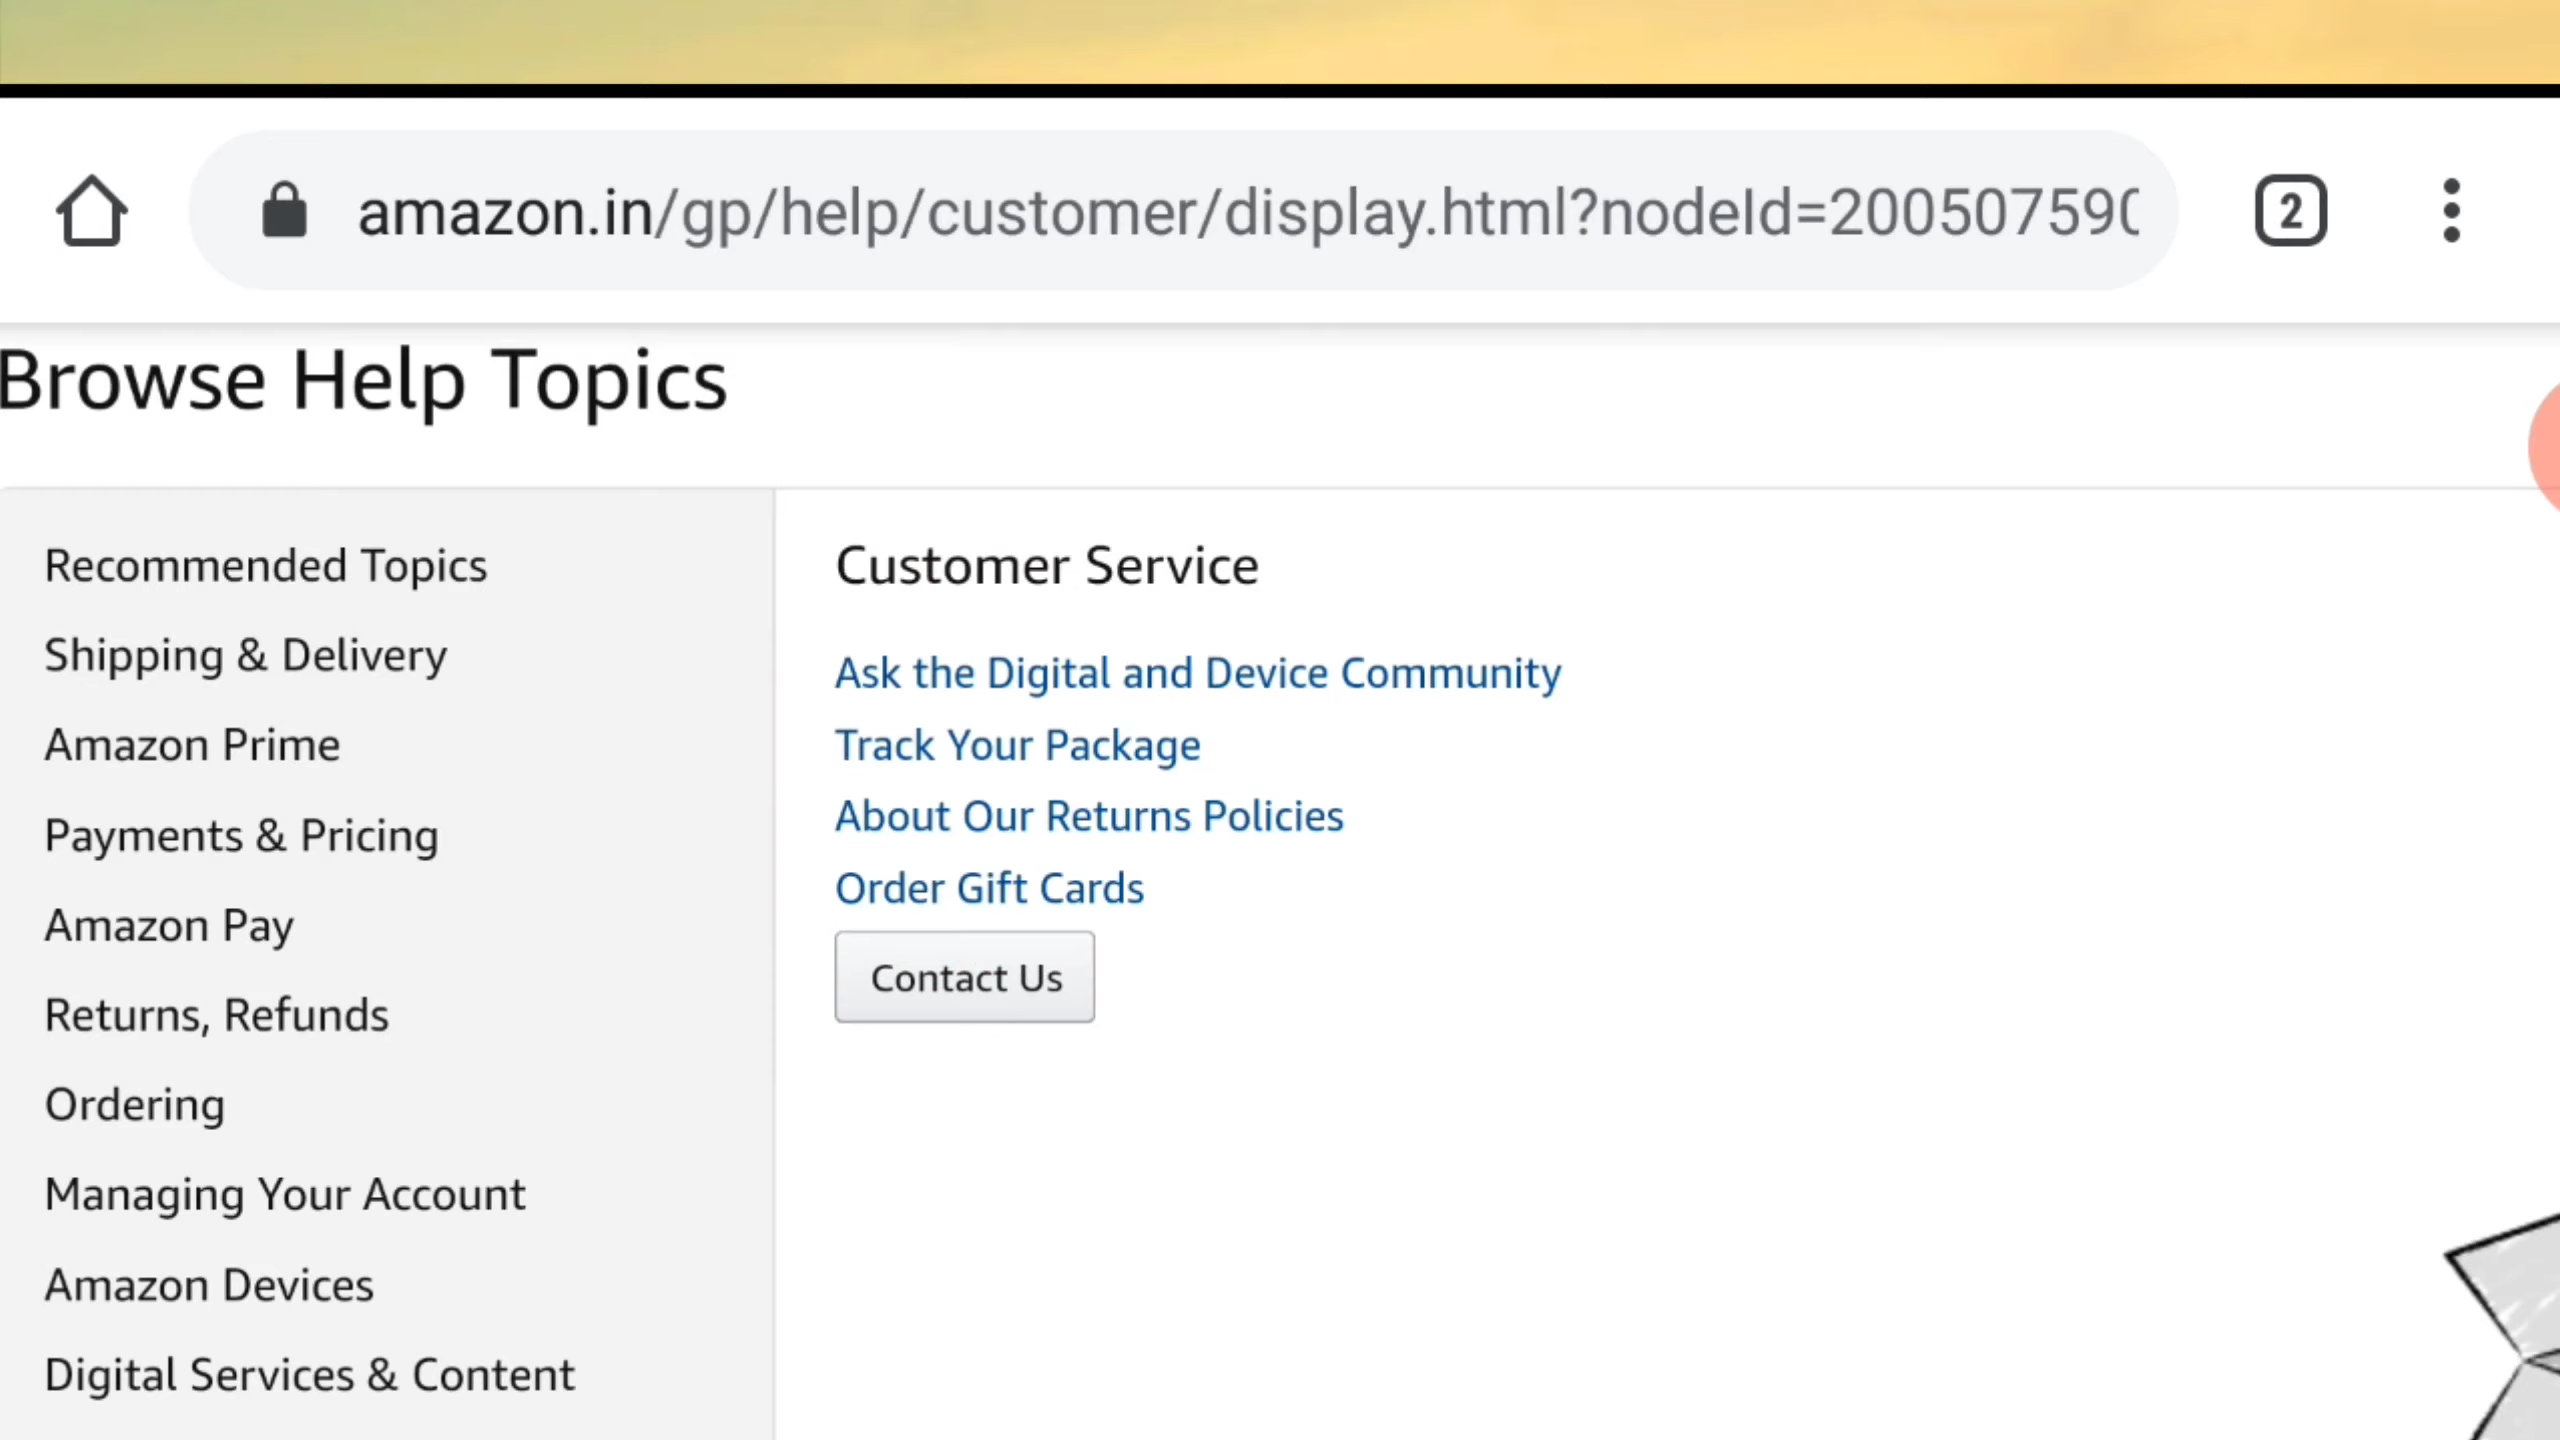 amazon.in/gp/help/customer/display.html?nodeId=200507590
2
Browse Help Topics
Recommended Topics
Shipping & Delivery
Amazon Prime
Payments & Pricing
Amazon Pay
Returns, Refunds
Ordering
Managing Your Account
Amazon Devices
Digital Services & Content
Customer Service
Ask the Digital and Device Community
Track Your Package
About Our Returns Policies
Order Gift Cards
Contact Us